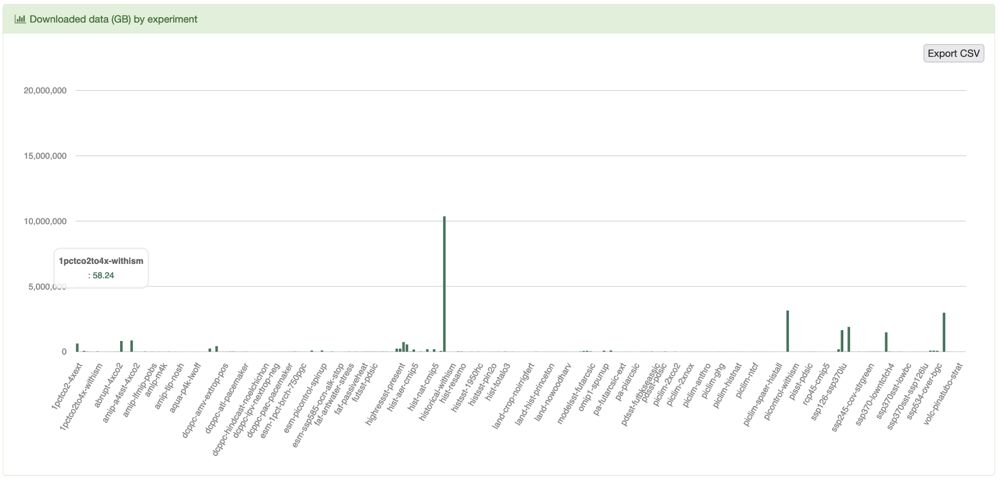 Downloaded data (GB) by experiment
Export CSV
20,000,000
15,000,000
10,000,000
1pctco2to4x-withism
: 58.24
5,000,000
0
1pctco2-4xext
1pctco2to4x-withism
abrupt-4xco2
amip-a4sst-4xco2
amip-lfmip-pobs
amip-m4k
amip-tip-nosh
aqua-p4k-lwoff
dcppc-amv-extrop-pos
dcppc-atl-pacemaker
dcppc-hindcast-noelchichon
dcppc-ipv-nextrop-neg
dcppc-pac-pacemaker
esm-1pct-brch-750pgc
esm-picontrol-spinup
esm-ssp585-ocn-alk-stop
faf-antwater-stress
faf-passiveheat
futsst-pdsic
highressst-present
hist-aer-cmip5
hist-nat-cmip5
historical-withism
hist-resamo
histsst-1950hc
histsst-pin2o
hist-totalo3
land-crop-noirrigfert
land-hist-princeton
land-nowoodharv
modelsst-futarcsic
omip1-spunup
pa-futarcsic-ext
pa-piarcsic
pdsst-futbkseassic
pdsst-pdsic
piclim-2xco2
piclim-2xnox
piclim-anthro
piclim-ghg
piclim-histnat
piclim-ntcf
piclim-spaer-histall
picontrol-withism
pisst-pdsic
rcp45-cmip5
ssp126-ssp370lu
ssp245-cov-strgreen
ssp370-lowntcfch4
ssp370sst-lowbc
ssp370sst-ssp126lu
ssp534-over-bgc
volc-pinatubo-strat